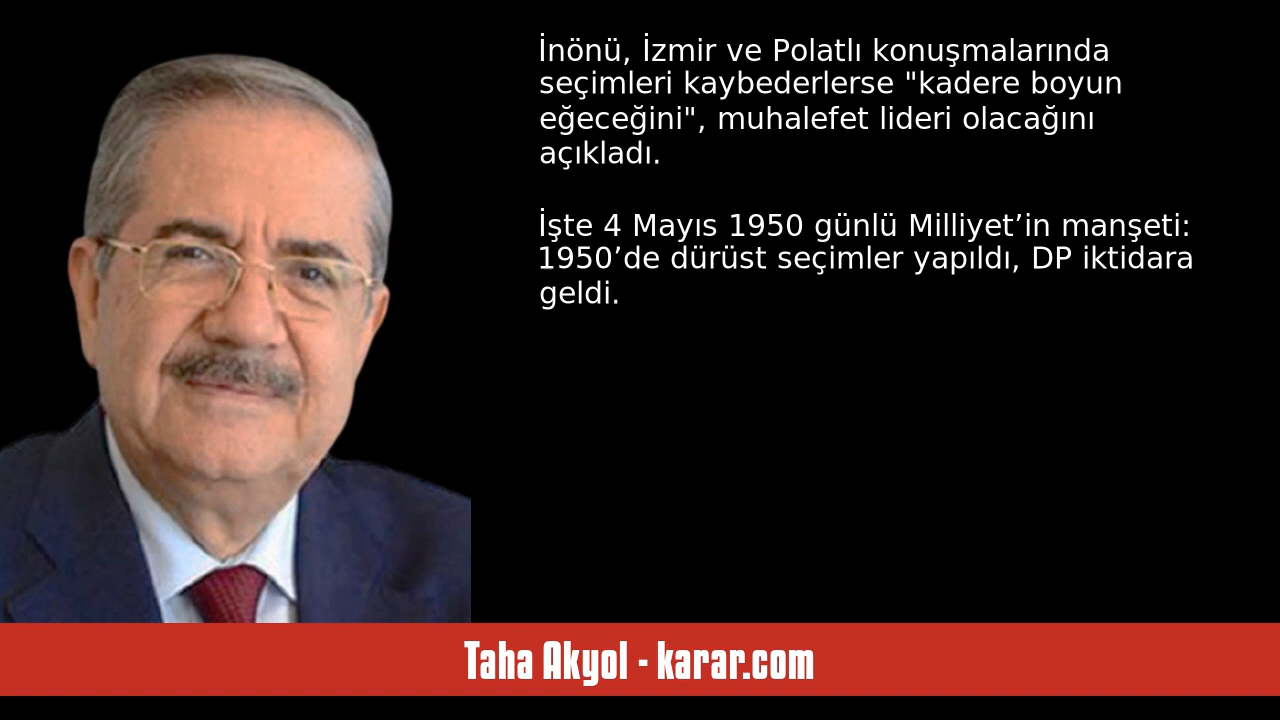 İnönü, İzmir ve Polatlı konuşmalarında
seçimleri kaybederlerse "kadere boyun
eğeceğini", muhalefet lideri olacağını
açıkladı.
İşte 4 Mayıs 1950 günlü Milliyet’in manşeti:
1950’de dürüst seçimler yapıldı, DP iktidara
geldi.
Taha Akyol - karar.com